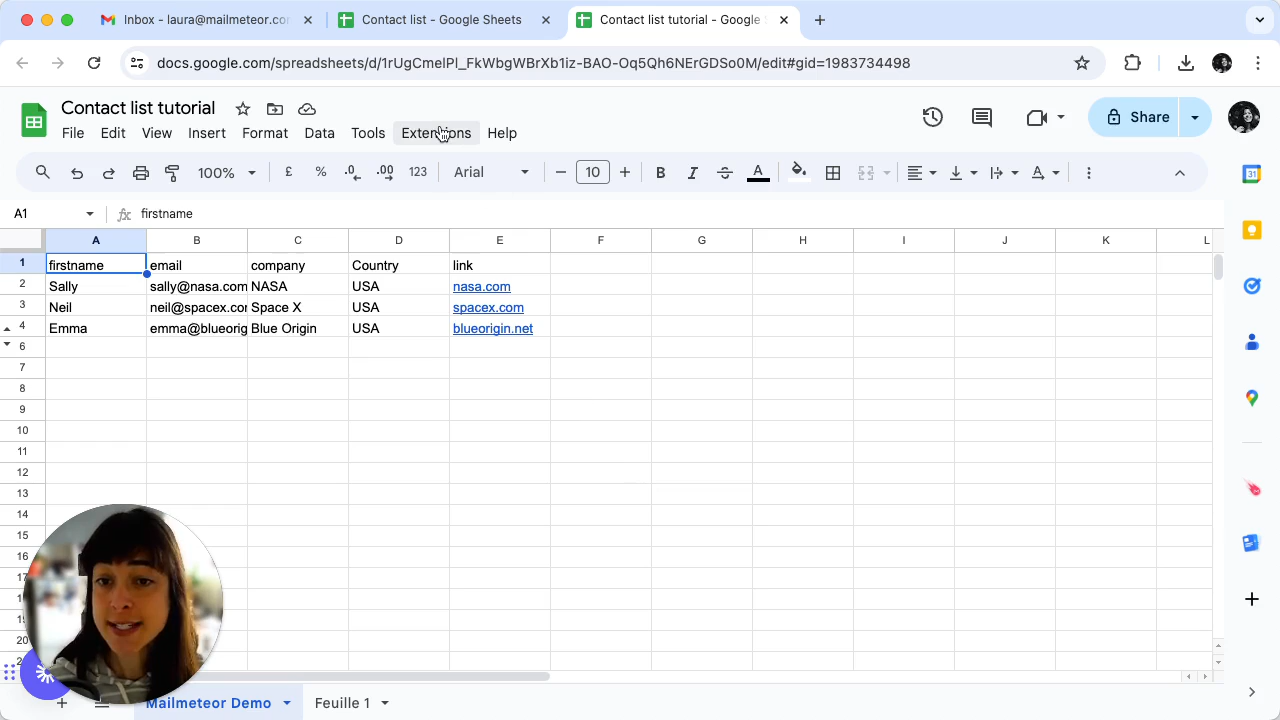 Inbox - laura@mailmeteor.co
Contact list - Google Sheets
Contact list tutorial - Google
docs.google.com/spreadsheets/d/1rUgCmelPl_FkWbgWBrXb1iz-BAO-Oq5Qh6NErGDSo0M/edit#gid=1983734498
Contact list tutorial
File Edit View Insert Format Data Tools Extensions Help
Share
100% £ % .0 .00 123 Arial 10 B I S A
A1 fx firstname
A B C D E F G H I J K L
1 firstname email company Country link
2 Sally sally@nasa.com NASA USA nasa.com
3 Neil neil@spacex.co Space X USA spacex.com
4 Emma emma@blueorig Blue Origin USA blueorigin.net
6
7
8
9
10
11
12
13
14
15
16
17
20
Mailmeteor Demo Feuille 1
31